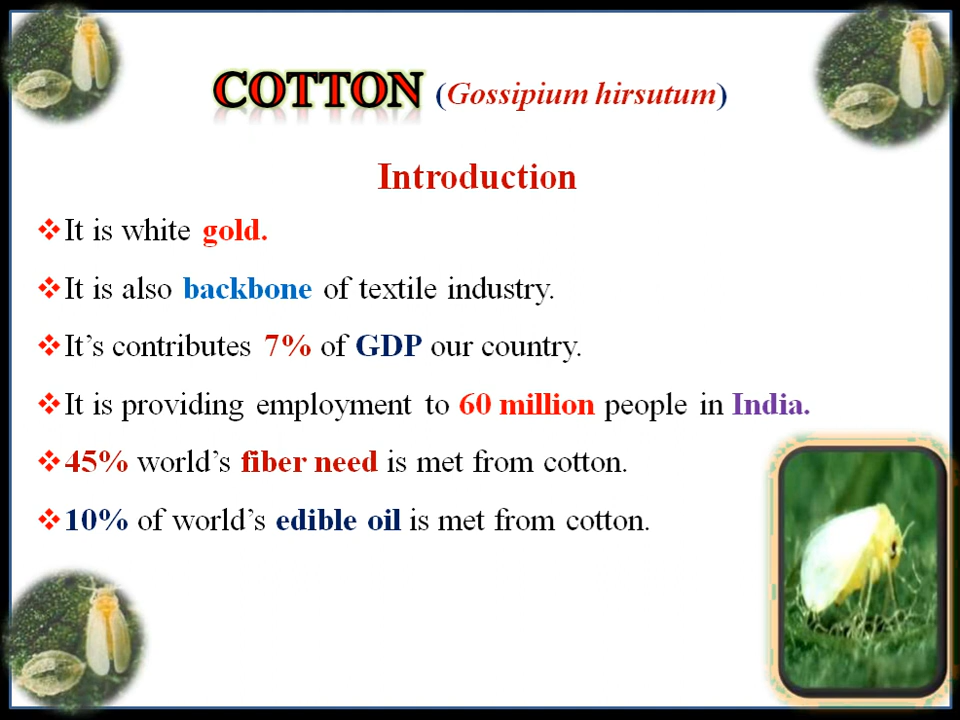 COTTON (Gossipium hirsutum)
Introduction
It is white gold.
It is also backbone of textile industry.
It's contributes 7% of GDP our country.
It is providing employment to 60 million people in India.
45% world's fiber need is met from cotton.
10% of world's edible oil is met from cotton.